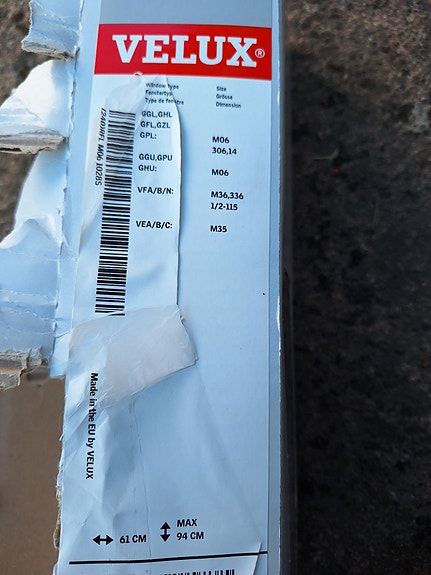 VELUX®
Window type Size
Fenstertyp Grösse
Type de fenêtre Dimension
GGL,GHL
GFL,GZL
GPL: M06
306,14
GGU,GPU
GHU: M06
VFA/B/N: M36,336
1/2-115
VEA/B/C: M35
M06 1028S
Made in the EU by VELUX
61 CM MAX
94 CM